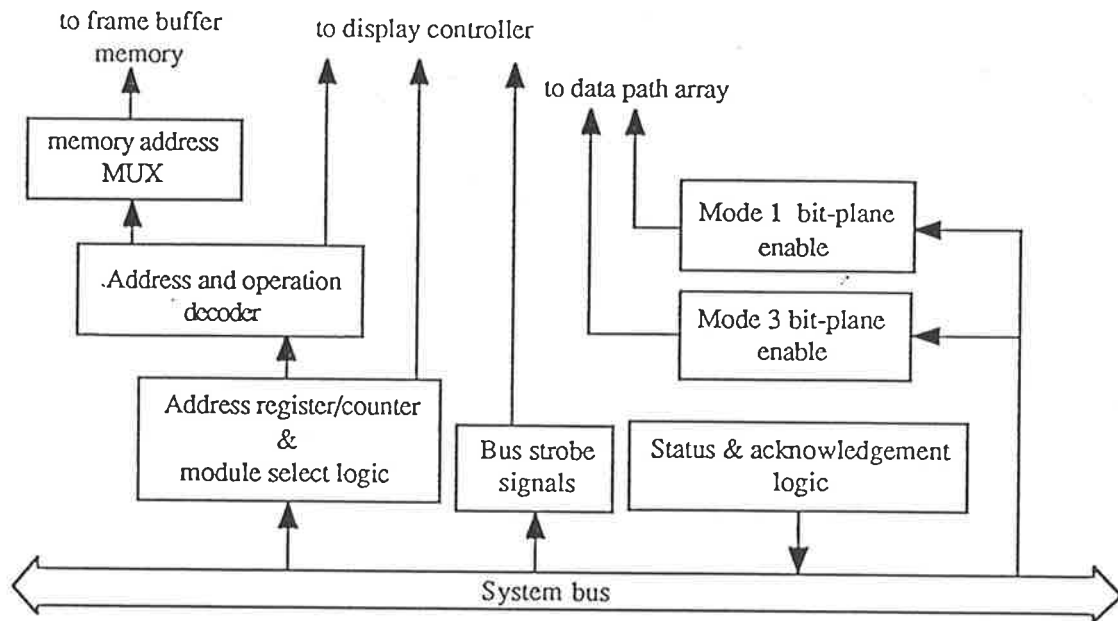 to frame buffer
memory
to display controller
to data path array
memory address
MUX
Mode 1 bit-plane
enable
Address and operation
decoder
Mode 3 bit-plane
enable
Address register/counter
&
module select logic
Bus strobe
signals
Status & acknowledgement
logic
System bus